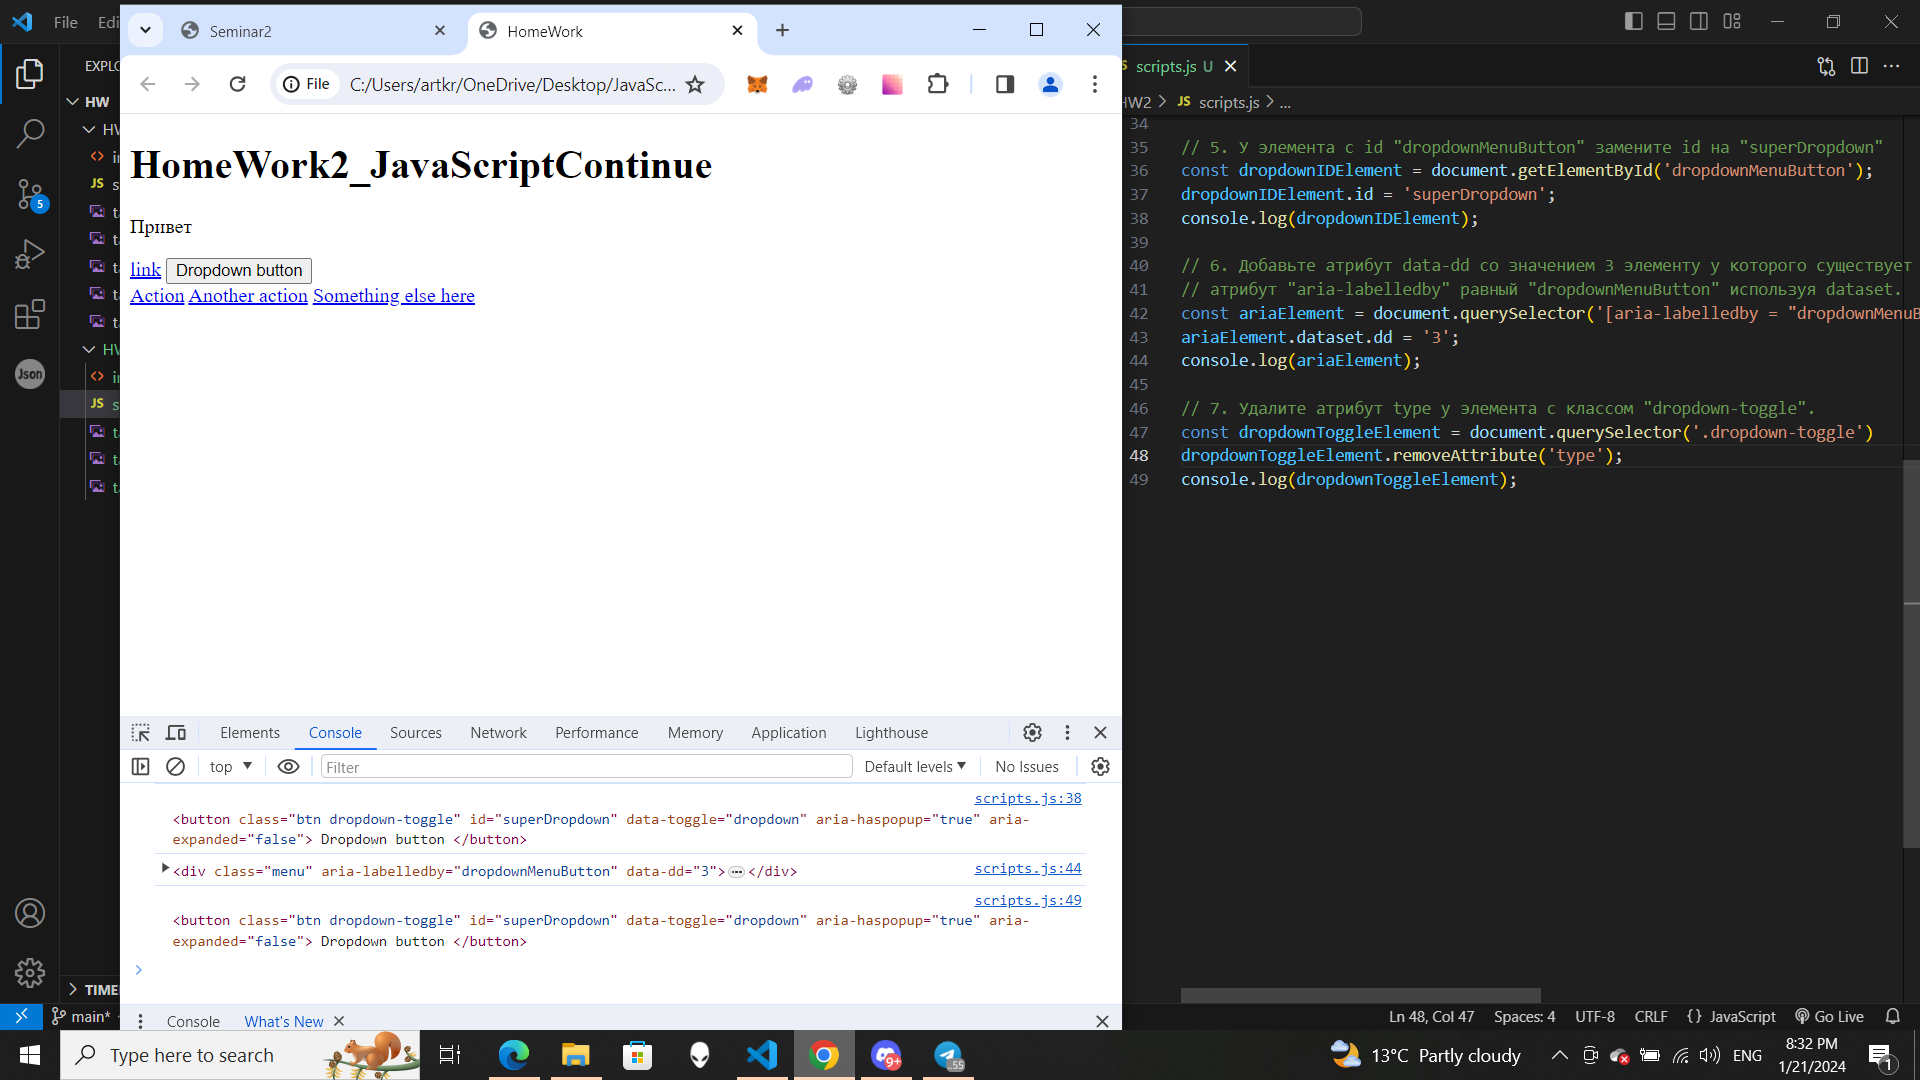 File
Edi
Seminar2
HomeWork
File
C:/Users/artkr/OneDrive/Desktop/JavaSc...
EXPLO
HW
JS
JS
Json
5
TIME
main*
HomeWork2_JavaScriptContinue
Привет
link Dropdown button
Action Another action Something else here
Elements Console Sources Network Performance Memory Application Lighthouse
top Filter Default levels No Issues
scripts.js:38
<button class="btn dropdown-toggle" id="superDropdown" data-toggle="dropdown" aria-haspopup="true" aria-
expanded="false"> Dropdown button </button>
<div class="menu" aria-labelledby="dropdownMenuButton" data-dd="3">…</div> scripts.js:44
scripts.js:49
<button class="btn dropdown-toggle" id="superDropdown" data-toggle="dropdown" aria-haspopup="true" aria-
expanded="false"> Dropdown button </button>
Console What's New
scripts.js U
HW2 > JS scripts.js > ...
34
35 // 5. У элемента с id "dropdownMenuButton" замените id на "superDropdown"
36 const dropdownIDElement = document.getElementById('dropdownMenuButton');
37 dropdownIDElement.id = 'superDropdown';
38 console.log(dropdownIDElement);
39
40 // 6. Добавьте атрибут data-dd со значением 3 элементу у которого существует
41 // атрибут "aria-labelledby" равный "dropdownMenuButton" используя dataset.
42 const ariaElement = document.querySelector('[aria-labelledby = "dropdownMenuB
43 ariaElement.dataset.dd = '3';
44 console.log(ariaElement);
45
46 // 7. Удалите атрибут type у элемента с классом "dropdown-toggle".
47 const dropdownToggleElement = document.querySelector('.dropdown-toggle')
48 dropdownToggleElement.removeAttribute('type');
49 console.log(dropdownToggleElement);
Ln 48, Col 47 Spaces: 4 UTF-8 CRLF {} JavaScript Go Live
Type here to search
9+
55
13°C Partly cloudy
ENG
8:32 PM
1/21/2024
1